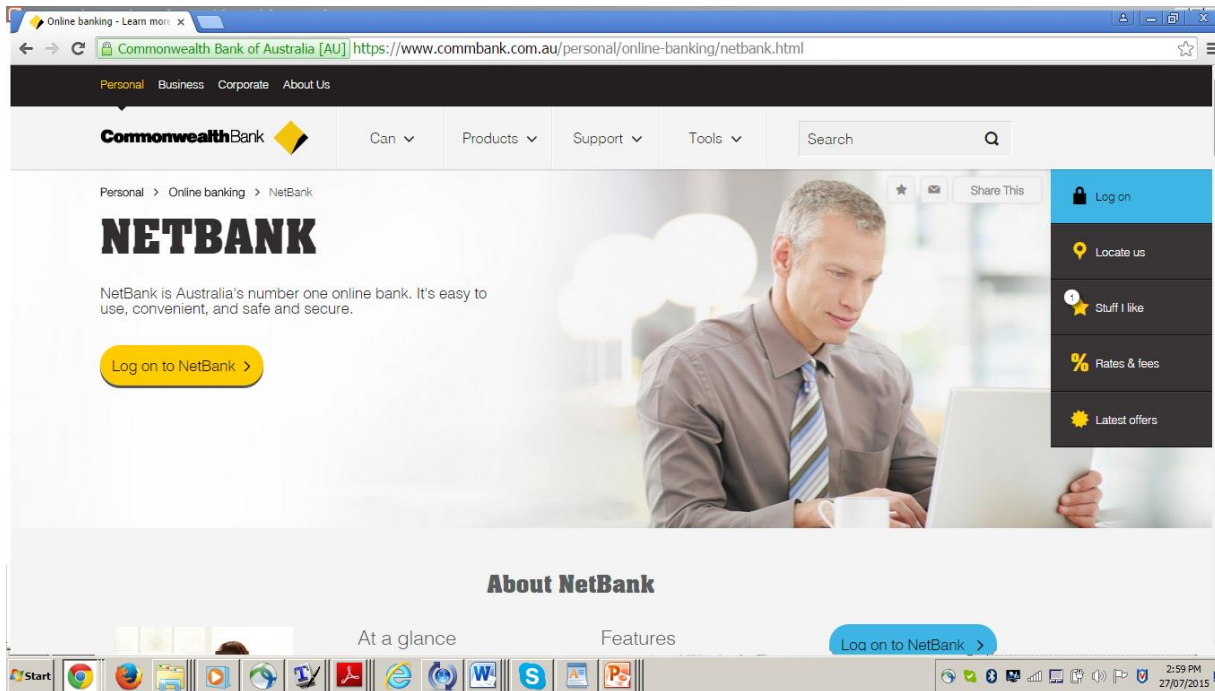 Online banking - Learn more
Commonwealth Bank of Australia [AU] https://www.commbank.com.au/personal/online-banking/netbank.html
Personal Business Corporate About Us
CommonwealthBank Can Products Support Tools Search
Personal > Online banking > NetBank
Share This
Log on
NETBANK
Locate us
NetBank is Australia's number one online bank. It's easy to
use, convenient, and safe and secure.
1
Stuff I like
Log on to NetBank >
% Rates & fees
Latest offers
About NetBank
At a glance
Features
Log on to NetBank >
Start
2:59 PM
27/07/2015